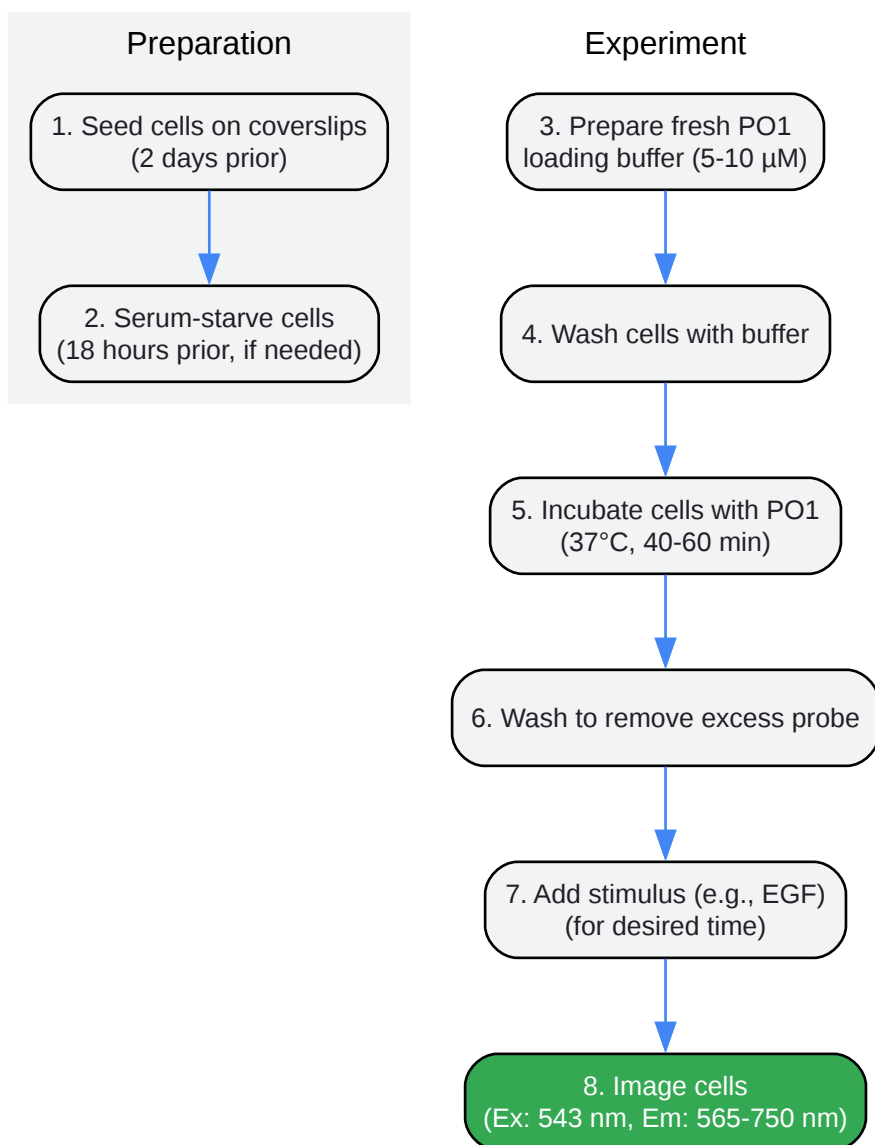 Preparation
1. Seed cells on coverslips
(2 days prior)
2. Serum-starve cells
(18 hours prior, if needed)
Experiment
3. Prepare fresh PO1
loading buffer (5-10 µM)
4. Wash cells with buffer
5. Incubate cells with PO1
(37°C, 40-60 min)
6. Wash to remove excess probe
7. Add stimulus (e.g., EGF)
(for desired time)
8. Image cells
(Ex: 543 nm, Em: 565-750 nm)